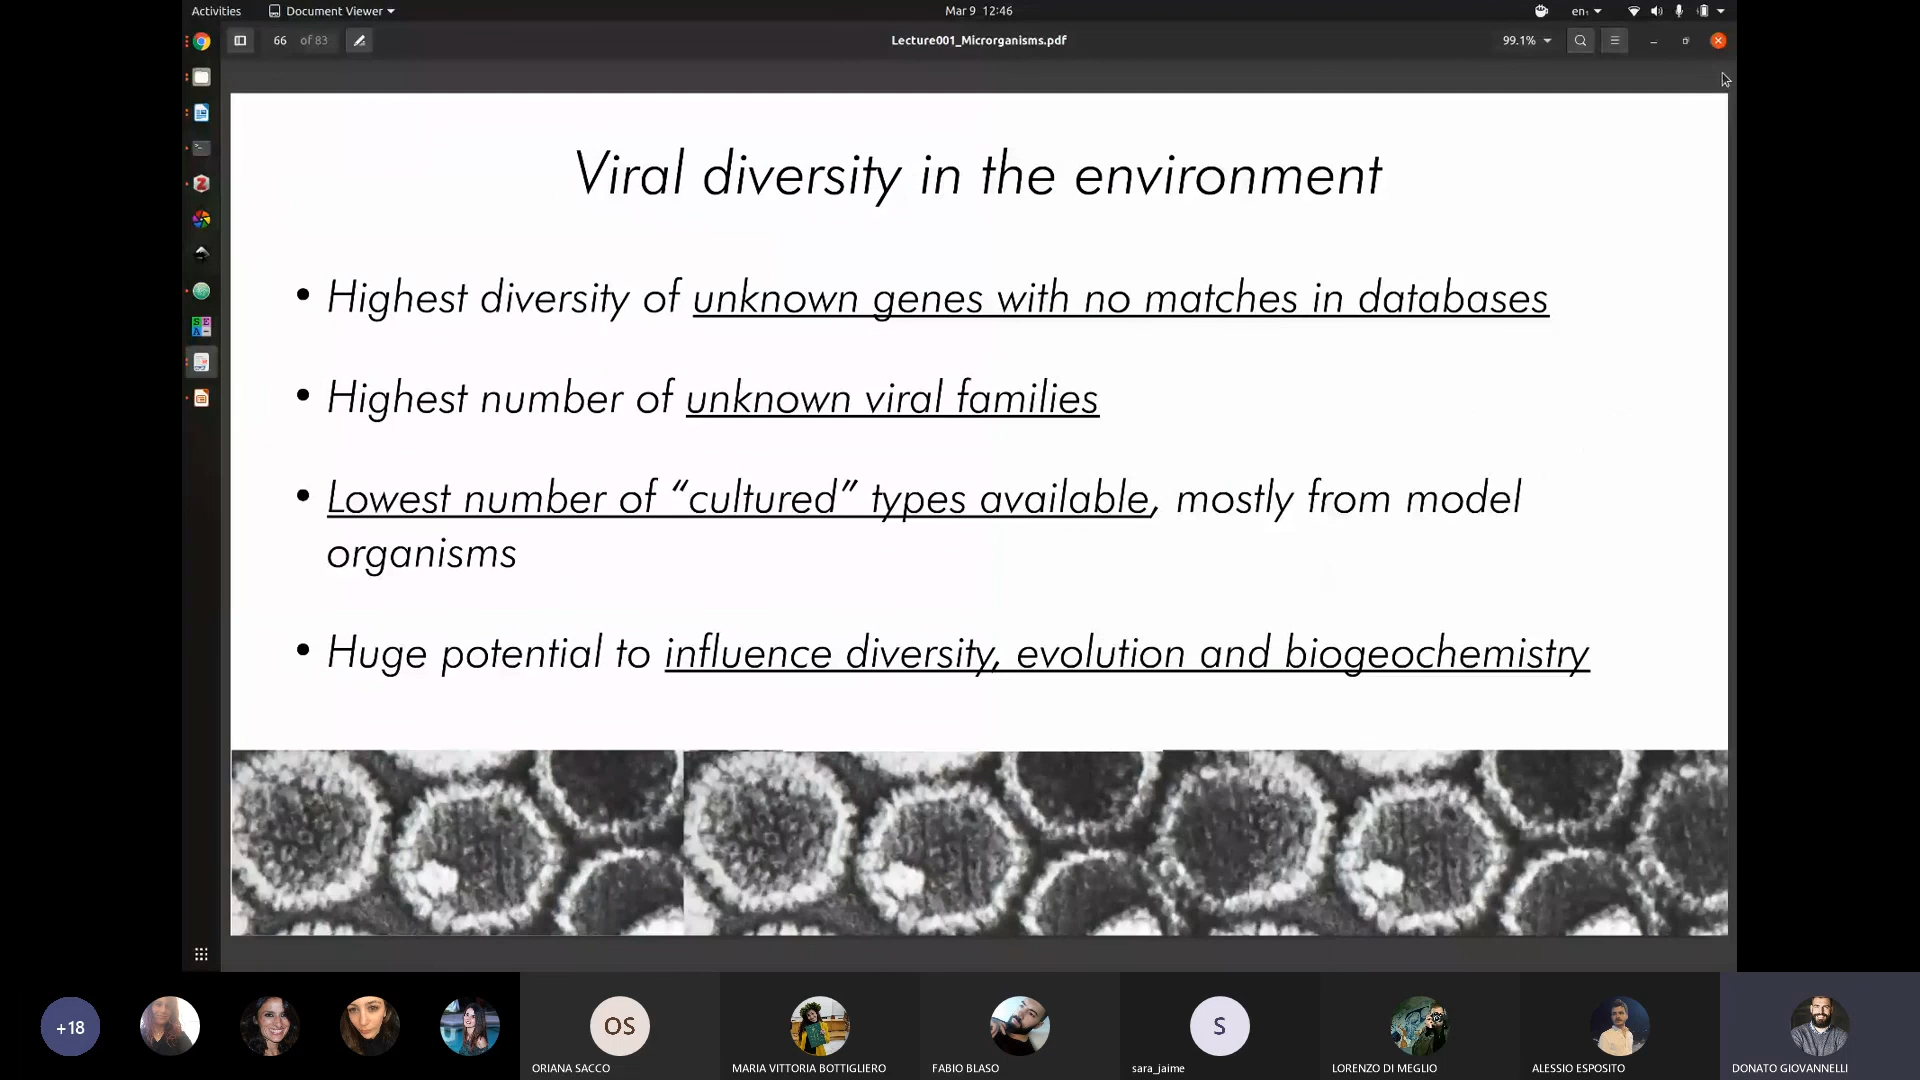 Activities
Document Viewer
Mar 9 12:46
en₁
66 of 83
Lecture001_Microrganisms.pdf
99.1%
Viral diversity in the environment
• Highest diversity of unknown genes with no matches in databases
• Highest number of unknown viral families
• Lowest number of “cultured” types available, mostly from model
organisms
• Huge potential to influence diversity, evolution and biogeochemistry
+18
OS
S
ORIANA SACCO
MARIA VITTORIA BOTTIGLIERO
FABIO BLASO
sara_jaime
LORENZO DI MEGLIO
ALESSIO ESPOSITO
DONATO GIOVANNELLI